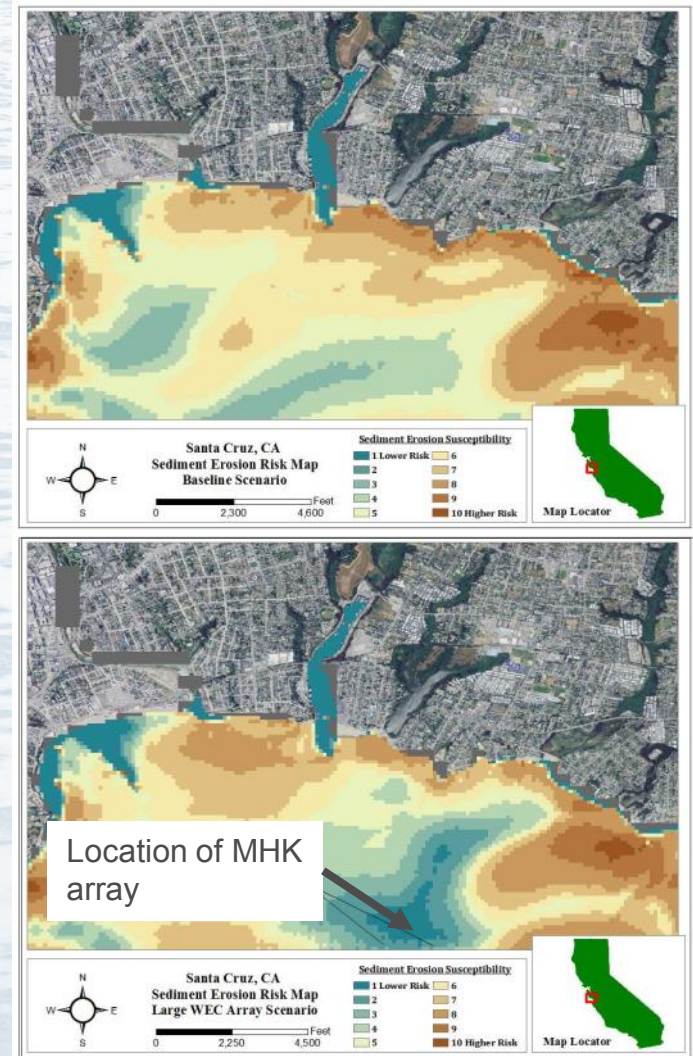 N
W E
S
Santa Cruz, CA
Sediment Erosion Risk Map
Baseline Scenario
Feet
0 2,300 4,600
Sediment Erosion Susceptibility
1 Lower Risk 6
2 7
3 8
4 9
5 10 Higher Risk
Map Locator
Location of MHK
array
N
W E
S
Santa Cruz, CA
Sediment Erosion Risk Map
Large WEC Array Scenario
Feet
0 2,250 4,500
Sediment Erosion Susceptibility
1 Lower Risk 6
2 7
3 8
4 9
5 10 Higher Risk
Map Locator